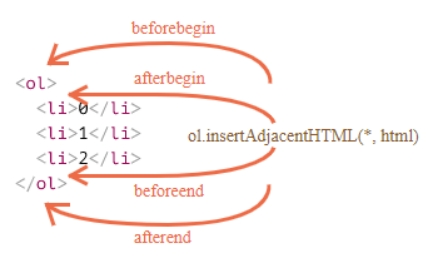 beforebegin
<ol>
afterbegin
<li>0</li>
<li>1</li>
ol.insertAdjacentHTML(*, html)
<li>2</li>
</ol>
beforeend
afterend